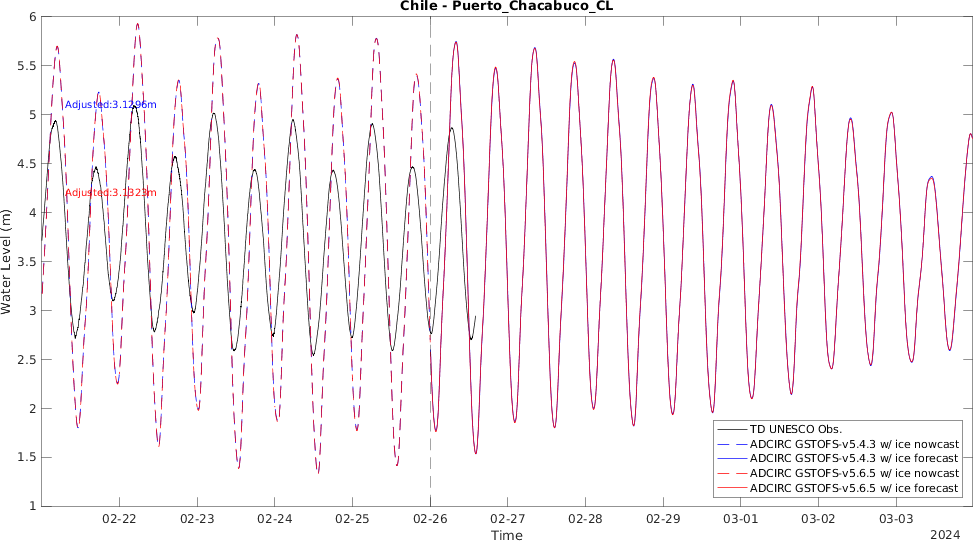 Chile - Puerto_Chacabuco_CL
6
5.5
5
4.5
4
3.5
3
2.5
2
1.5
1
Water Level (m)
Adjusted:3.1296m
Adjusted:3.1323m
TD UNESCO Obs.
ADCIRC GSTOFS-v5.4.3 w/ ice nowcast
ADCIRC GSTOFS-v5.4.3 w/ ice forecast
ADCIRC GSTOFS-v5.6.5 w/ ice nowcast
ADCIRC GSTOFS-v5.6.5 w/ ice forecast
02-22 02-23 02-24 02-25 02-26 02-27 02-28 02-29 03-01 03-02 03-03
Time
2024